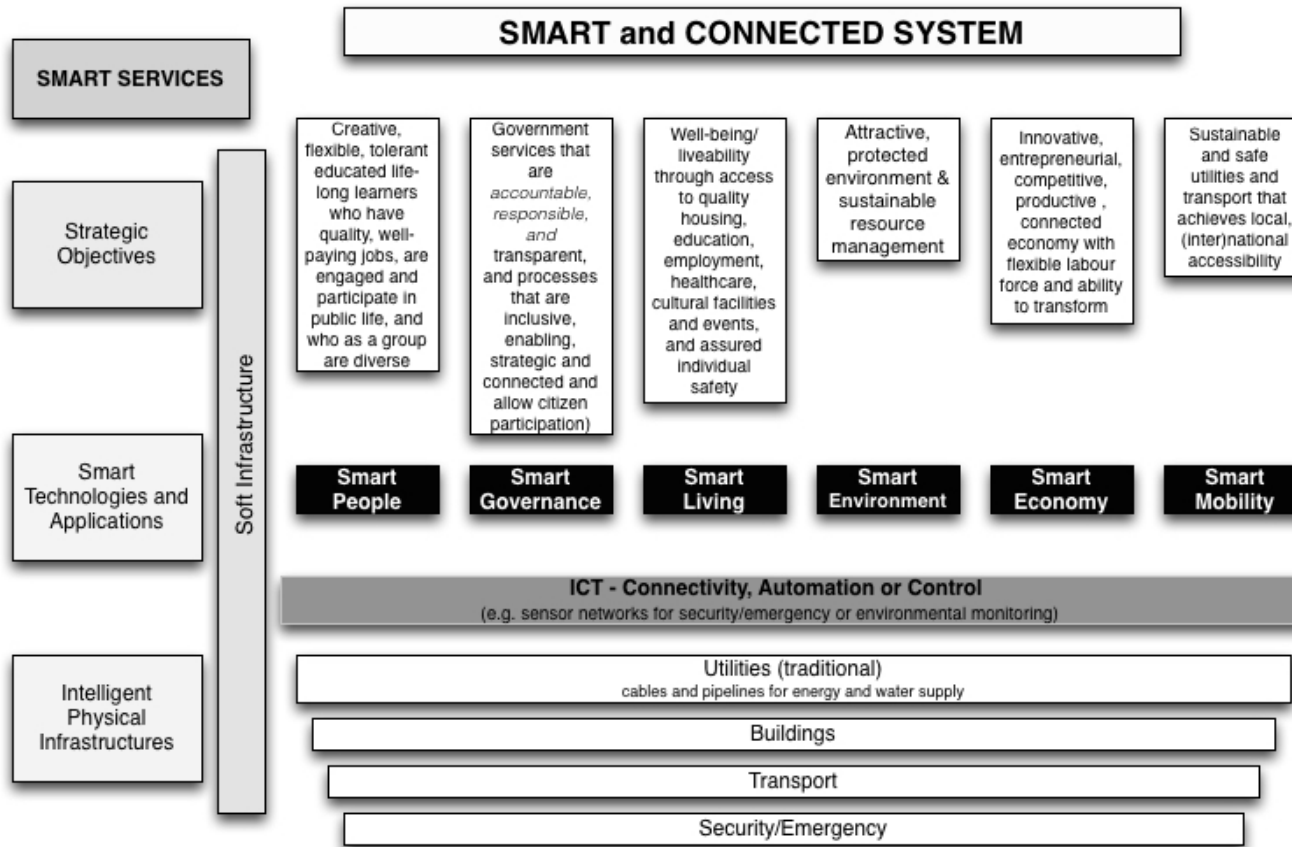 SMART and CONNECTED SYSTEM
SMART SERVICES
Strategic
Objectives
Smart
Technologies and
Applications
Intelligent
Physical
Infrastructures
Soft Infrastructure
Creative,
flexible, tolerant
educated life-
long learners
who have
quality, well-
paying jobs, are
engaged and
participate in
public life, and
who as a group
are diverse
Government
services that
are
accountable,
responsible,
and
transparent,
and processes
that are
inclusive,
enabling,
strategic and
connected and
allow citizen
participation)
Well-being/
liveability
through access
to quality
housing,
education,
employment,
healthcare,
cultural facilities
and events,
and assured
individual
safety
Attractive,
protected
environment &
sustainable
resource
management
Innovative,
entrepreneurial,
competitive,
productive ,
connected
economy with
flexible labour
force and ability
to transform
Sustainable
and safe
utilities and
transport that
achieves local,
(inter)national
accessibility
Smart
People
Smart
Governance
Smart
Living
Smart
Environment
Smart
Economy
Smart
Mobility
ICT - Connectivity, Automation or Control
(e.g. sensor networks for security/emergency or environmental monitoring)
Utilities (traditional)
cables and pipelines for energy and water supply
Buildings
Transport
Security/Emergency